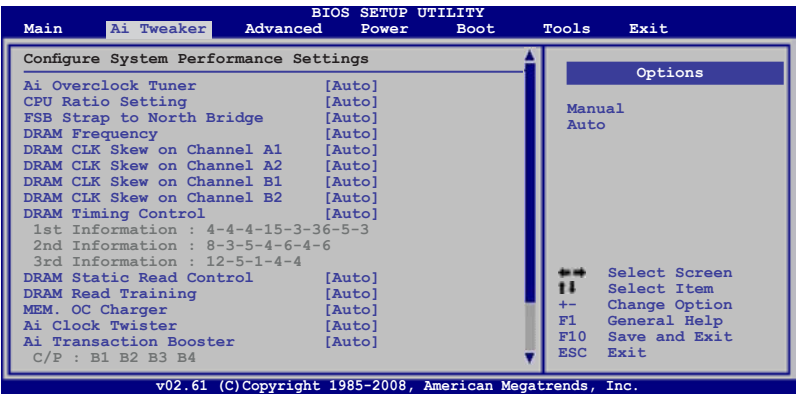 BIOS SETUP UTILITY
Main Ai Tweaker Advanced Power Boot Tools Exit
Configure System Performance Settings
Ai Overclock Tuner [Auto]
CPU Ratio Setting [Auto]
FSB Strap to North Bridge [Auto]
DRAM Frequency [Auto]
DRAM CLK Skew on Channel A1 [Auto]
DRAM CLK Skew on Channel A2 [Auto]
DRAM CLK Skew on Channel B1 [Auto]
DRAM CLK Skew on Channel B2 [Auto]
DRAM Timing Control [Auto]
1st Information : 4-4-4-15-3-36-5-3
2nd Information : 8-3-5-4-6-4-6
3rd Information : 12-5-1-4-4
DRAM Static Read Control [Auto]
DRAM Read Training [Auto]
MEM. OC Charger [Auto]
Ai Clock Twister [Auto]
Ai Transaction Booster [Auto]
C/P : B1 B2 B3 B4
Options
Manual
Auto
←→ Select Screen
↑↓ Select Item
+- Change Option
F1 General Help
F10 Save and Exit
ESC Exit
v02.61 (C)Copyright 1985-2008, American Megatrends, Inc.